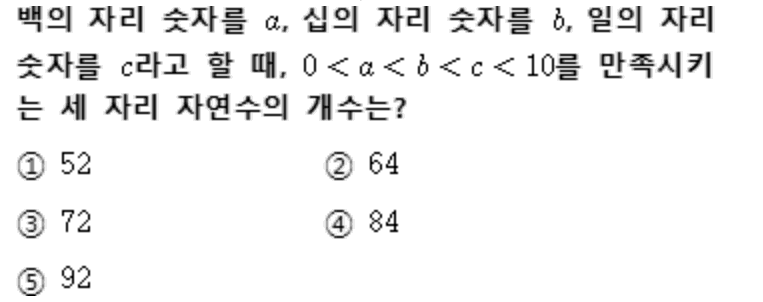 백의 자리 숫자를 a, 십의 자리 숫자를 b, 일의 자리
숫자를 c라고 할 때, 0 < a < b < c < 10를 만족시키
는 세 자리 자연수의 개수는?
① 52 ② 64
③ 72 ④ 84
⑤ 92